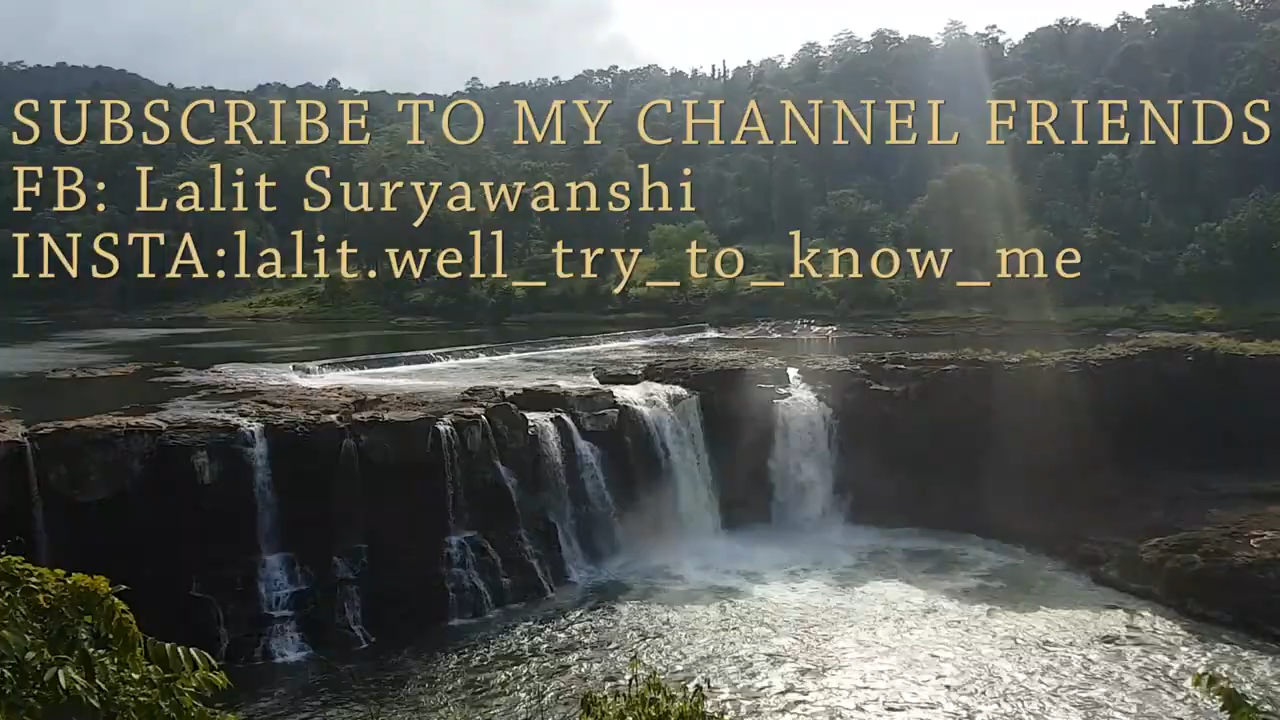 SUBSCRIBE TO MY CHANNEL FRIENDS
FB: Lalit Suryawanshi
INSTA:lalit.well_try_to_know_me